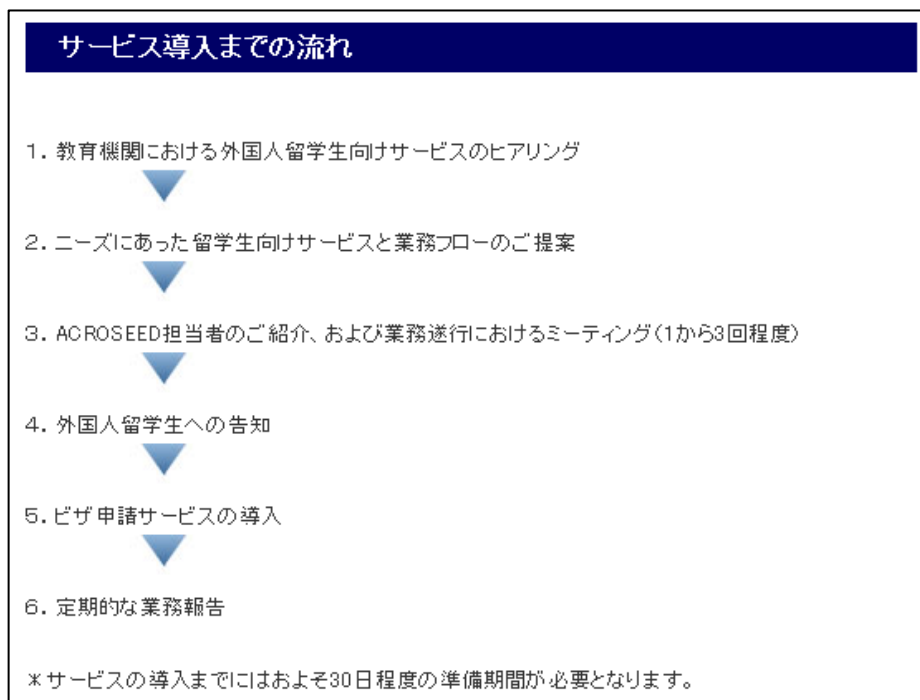 サービス導入までの流れ
1. 教育機関における外国人留学生向けサービスのヒアリング
2. ニーズにあった留学生向けサービスと業務フローのご提案
3. ACROSEED担当者のご紹介、および業務遂行におけるミーティング(1から3回程度)
4. 外国人留学生への告知
5. ビザ申請サービスの導入
6. 定期的な業務報告
*サービスの導入までにはおよそ30日程度の準備期間が必要となります。